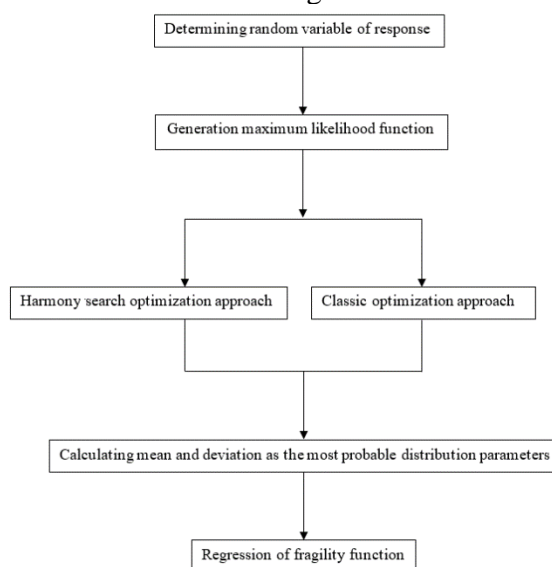 Determining random variable of response
Generation maximum likelihood function
Harmony search optimization approach
Classic optimization approach
Calculating mean and deviation as the most probable distribution parameters
Regression of fragility function